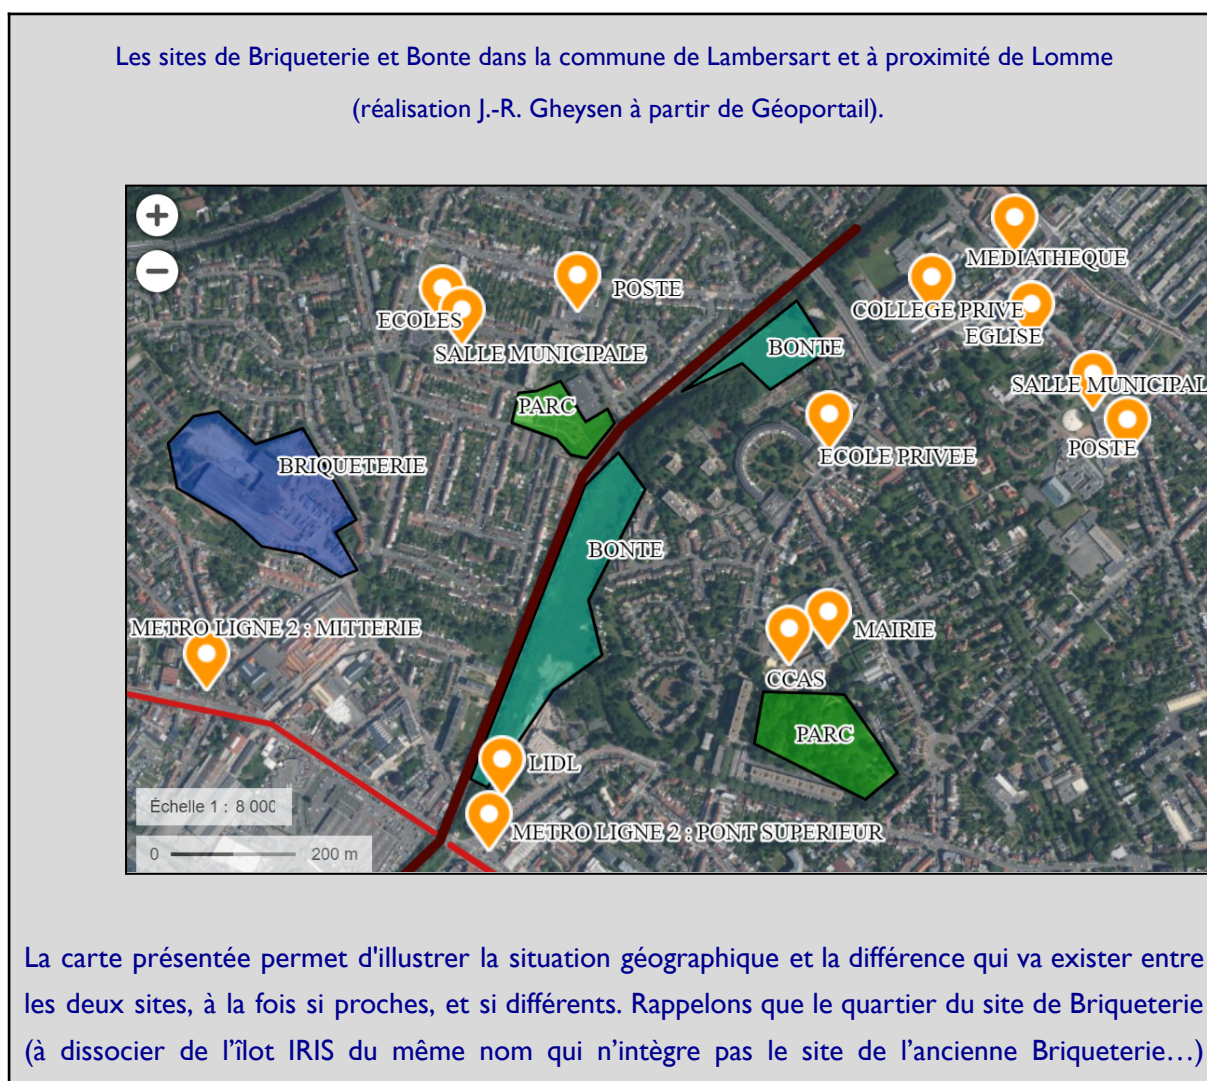 Les sites de Briqueterie et Bonte dans la commune de Lambersart et à proximité de Lomme
(réalisation J.-R. Gheysen à partir de Géoportail).
MEDIATHEQUE
POSTE
COLLEGE PRIVE
ECOLES
EGLISE
SALLE MUNICIPALE
BONTE
SALLE MUNICIPAL
PARC
POSTE
ECOLE PRIVEE
BRIQUETERIE
BONTE
METRO LIGNE 2 : MITTERIE
MAIRIE
CCAS
PARC
LIDL
METRO LIGNE 2 : PONT SUPERIEUR
Échelle 1 : 8 000
0 200 m
La carte présentée permet d'illustrer la situation géographique et la différence qui va exister entre
les deux sites, à la fois si proches, et si différents. Rappelons que le quartier du site de Briqueterie
(à dissocier de l’îlot IRIS du même nom qui n’intègre pas le site de l’ancienne Briqueterie…)